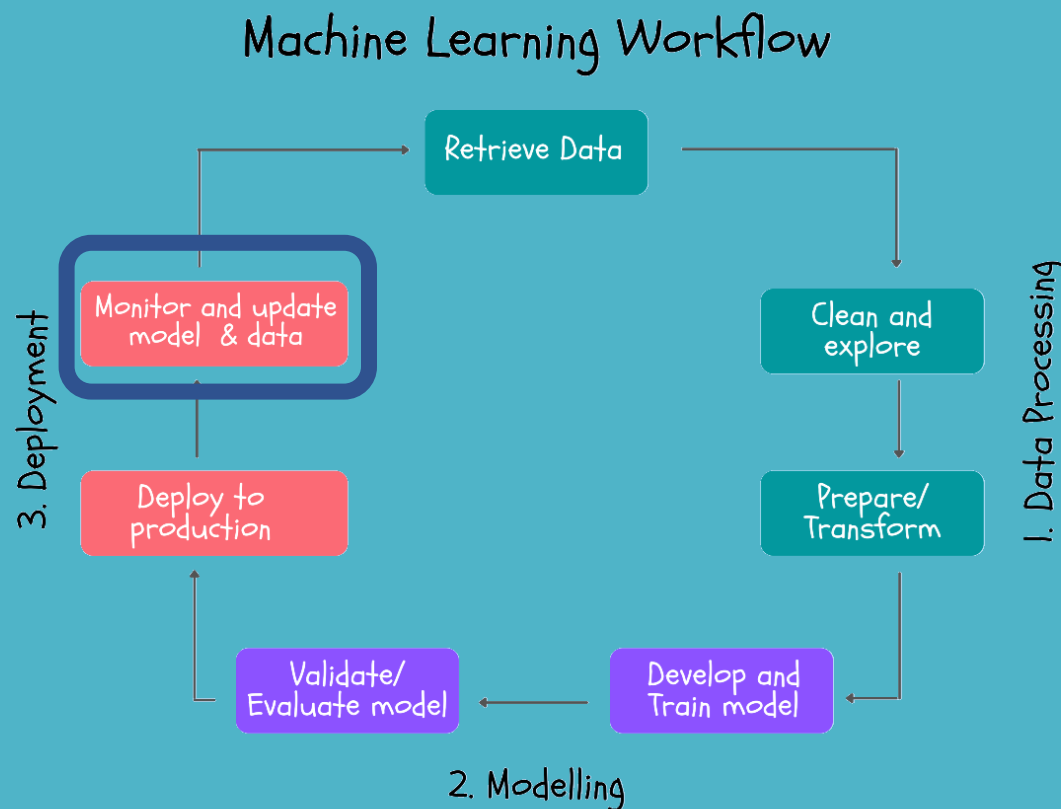 Machine Learning Workflow
Retrieve Data
Clean and
explore
Prepare/
Transform
1. Data Processing
Develop and
Train model
Validate/
Evaluate model
2. Modelling
Deploy to
production
Monitor and update
model & data
3. Deployment